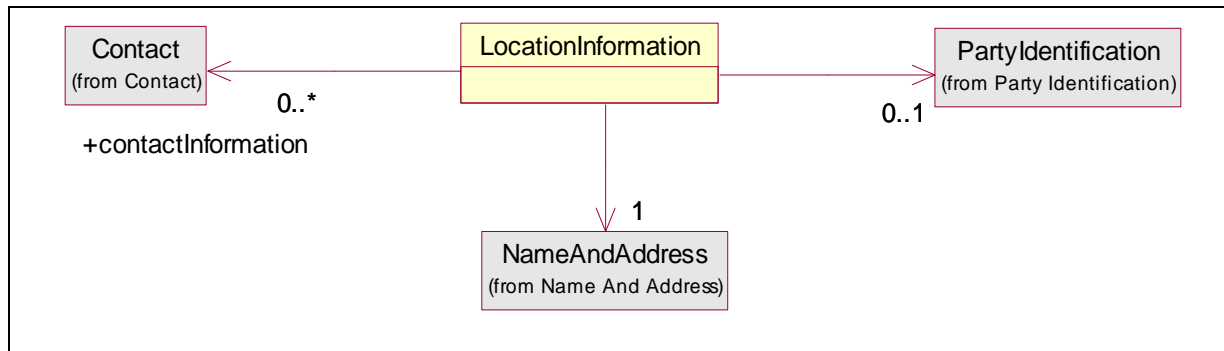 Contact
(from Contact)
0..*
+contactInformation
LocationInformation
1
NameAndAddress
(from Name And Address)
PartyIdentification
(from Party Identification)
0..1